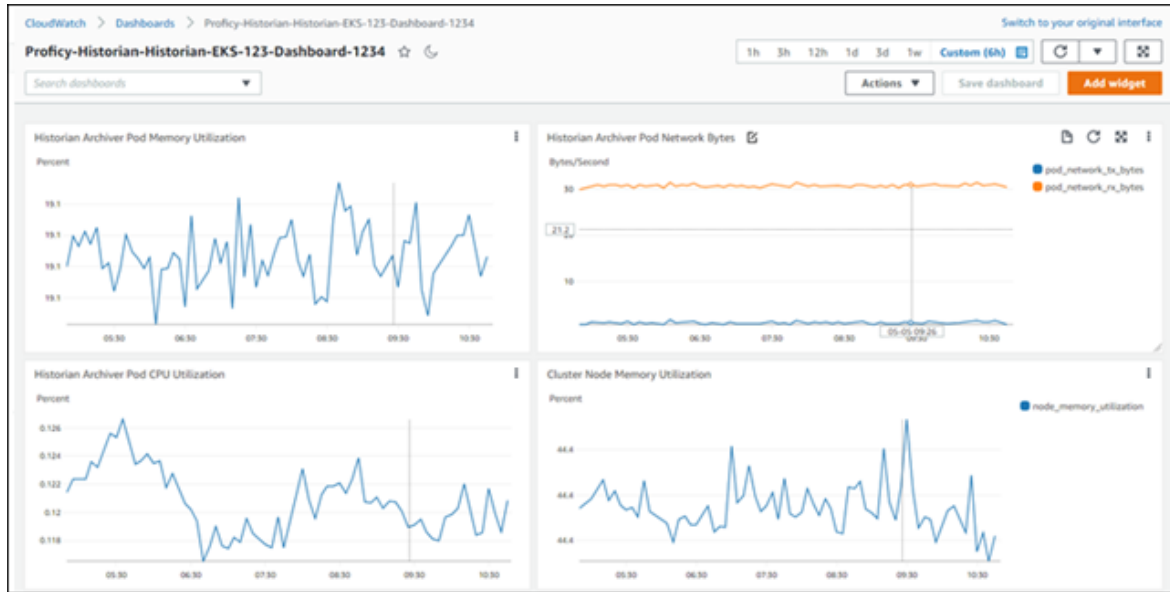 CloudWatch > Dashboards > Proficy-Historian-Historian-EKS-123-Dashboard-1234
Switch to your original interface
Proficy-Historian-Historian-EKS-123-Dashboard-1234
1h 3h 12h 1d 3d 1w Custom (6h)
Search dashboards
Actions
Save dashboard
Add widget
Historian Archiver Pod Memory Utilization
Percent
19.1
19.1
19.1
19.1
05:30 06:30 07:30 08:30 09:30 10:30
Historian Archiver Pod Network Bytes
Bytes/Second
pod_network_tx_bytes
pod_network_rx_bytes
30
21.2
20
10
05-05 09:26
05:30 06:30 07:30 08:30 09:30 10:30
Historian Archiver Pod CPU Utilization
Percent
0.126
0.124
0.122
0.12
0.118
05:30 06:30 07:30 08:30 09:30 10:30
Cluster Node Memory Utilization
Percent
node_memory_utilization
44.4
44.4
44.4
05:30 06:30 07:30 08:30 09:30 10:30